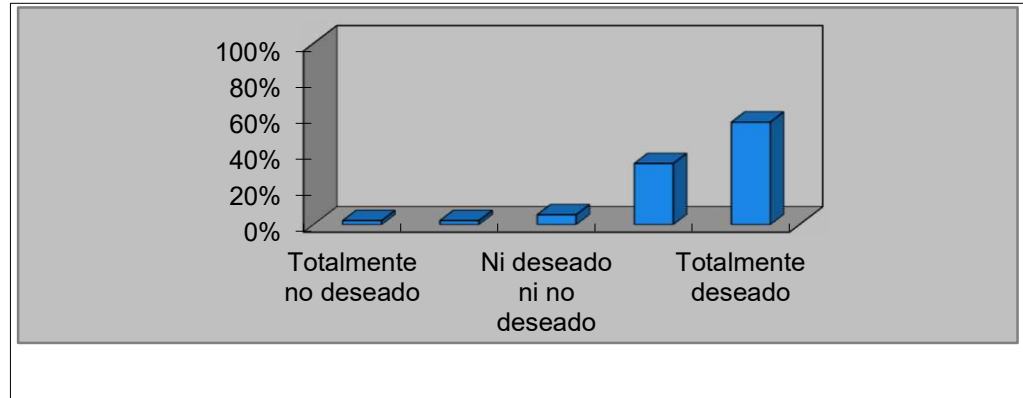 100%
80%
60%
40%
20%
0%
Totalmente
no deseado
Ni deseado
ni no
deseado
Totalmente
deseado